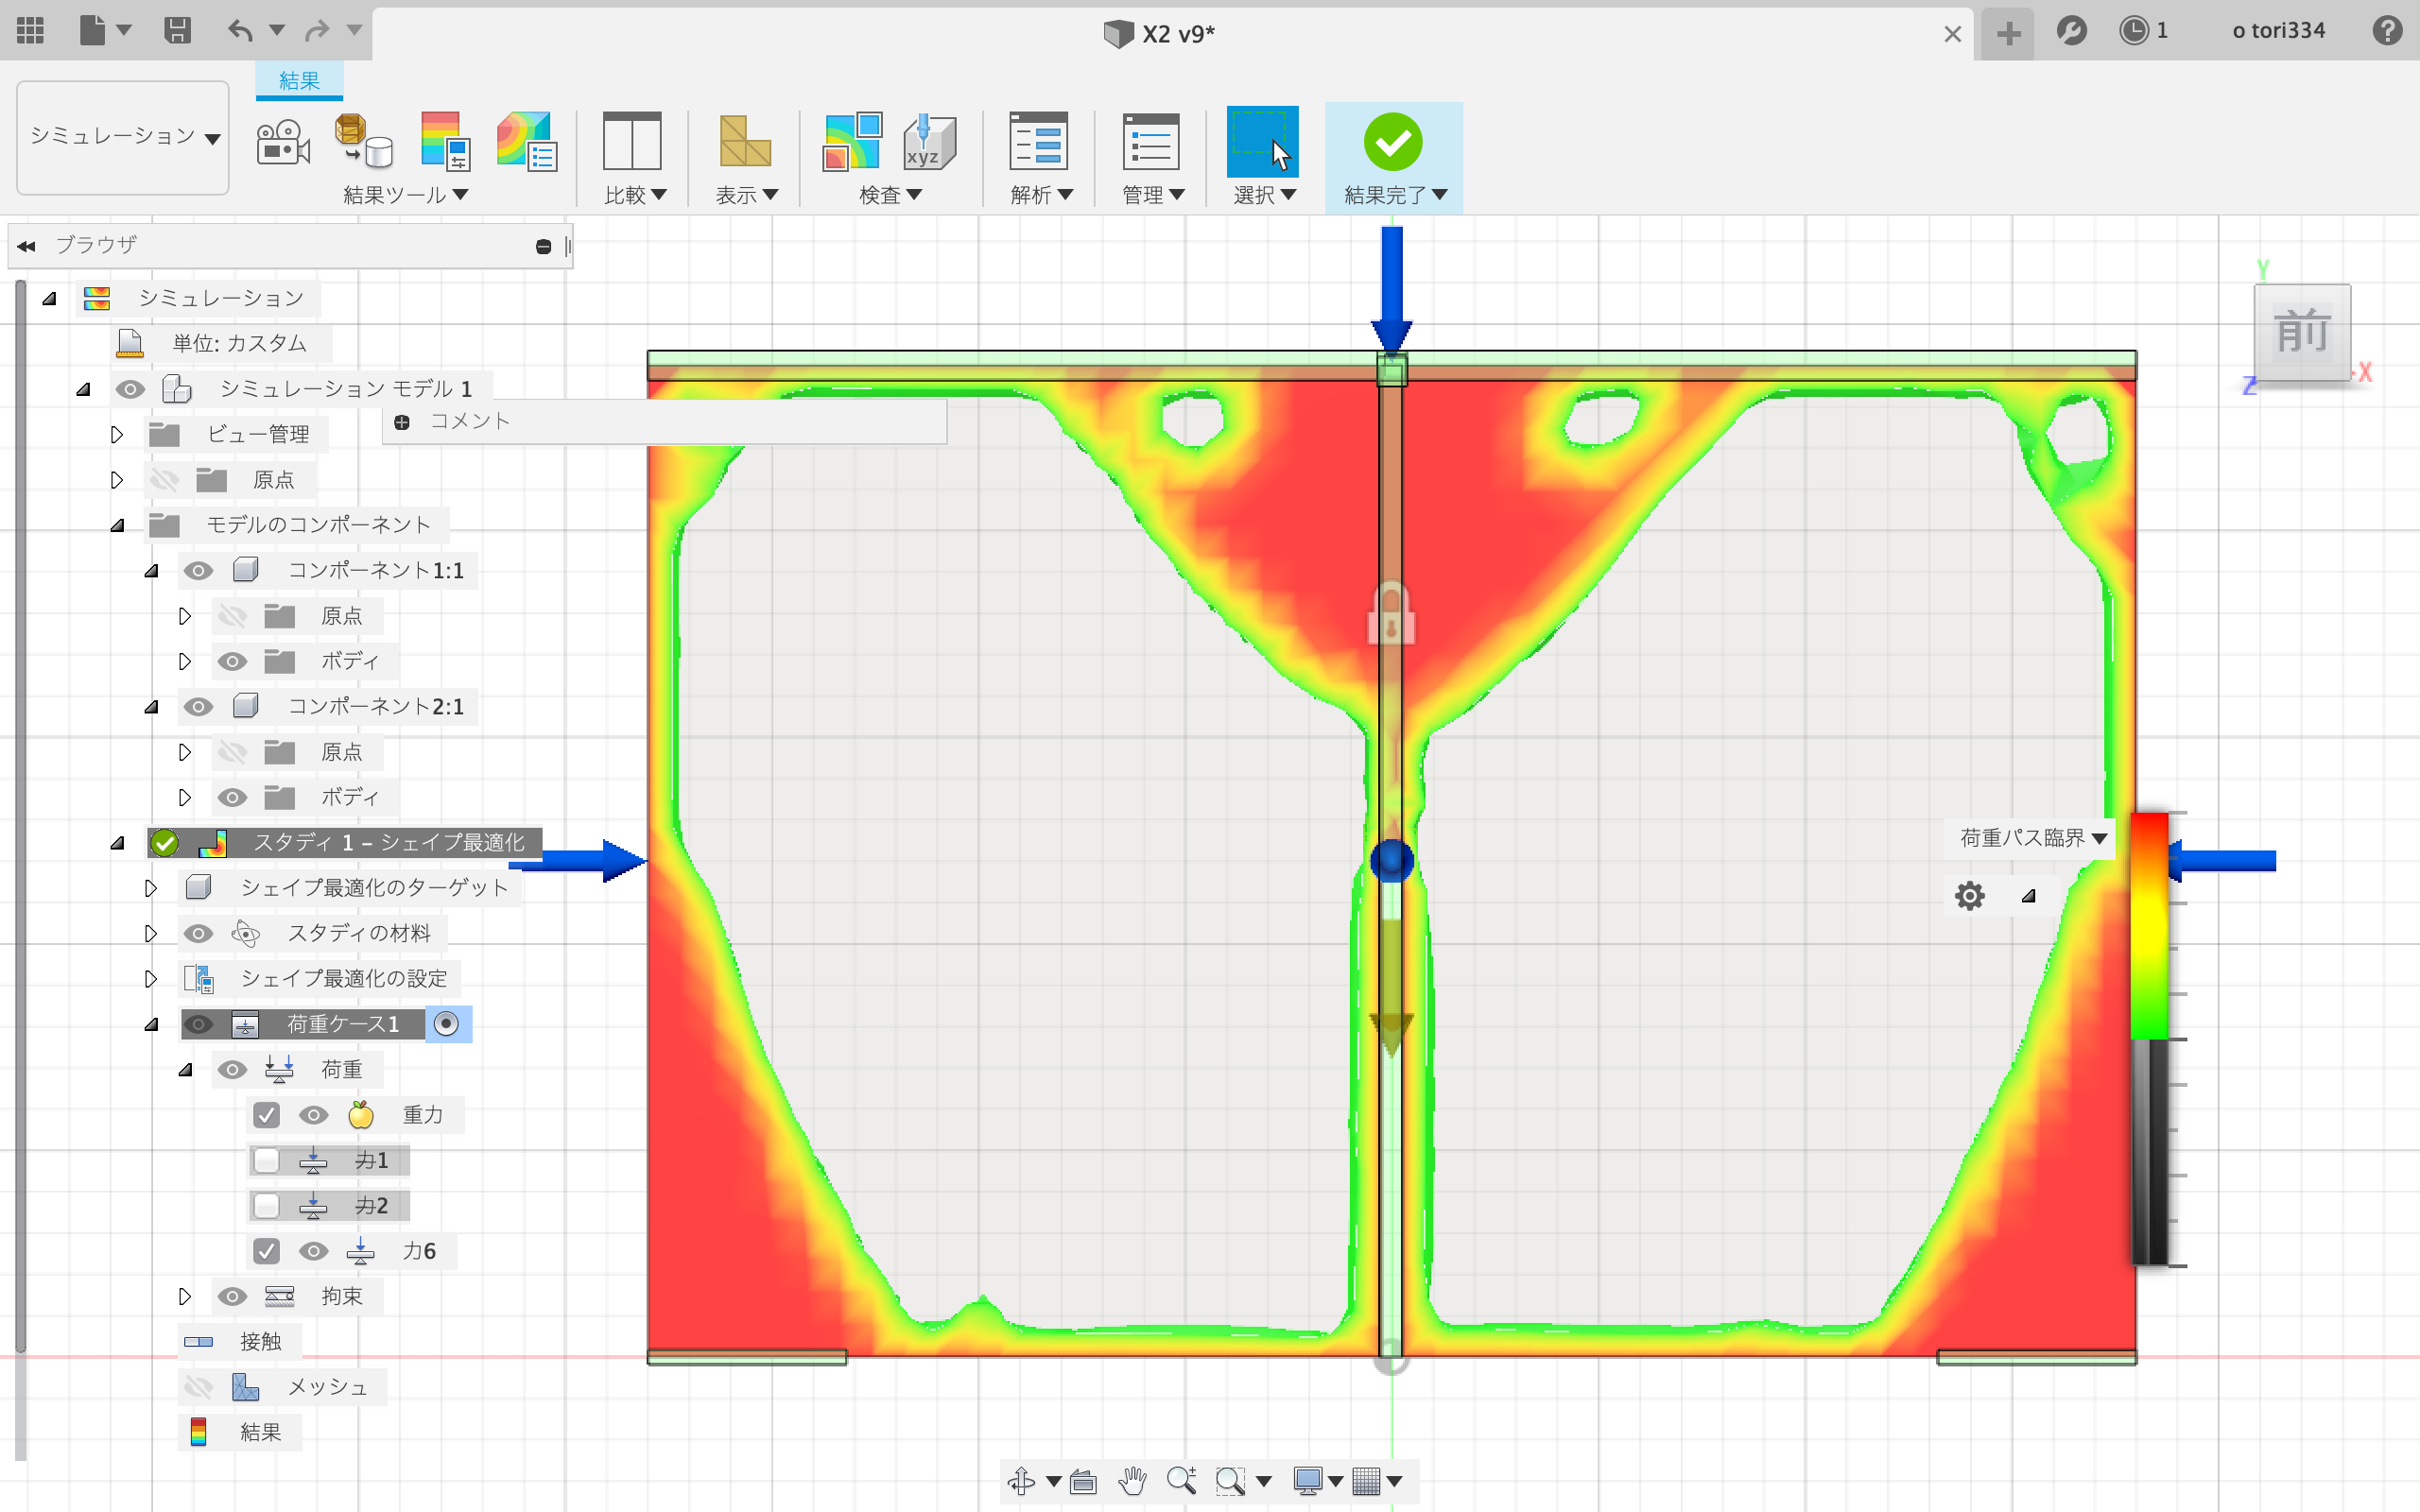 X2 v9*
1
o tori334
結果
シミュレーション
xyz
結果ツール
比較
表示
検査
解析
管理
選択
結果完了
ブラウザ
シミュレーション
単位: カスタム
シミュレーション モデル 1
コメント
ビュー管理
原点
モデルのコンポーネント
コンポーネント1:1
原点
ボディ
コンポーネント2:1
原点
ボディ
スタディ 1 – シェイプ最適化
シェイプ最適化のターゲット
スタディの材料
シェイプ最適化の設定
荷重ケース1
荷重
重力
力1
力2
力6
拘束
接触
メッシュ
結果
Y
前
X
Z
荷重パス臨界